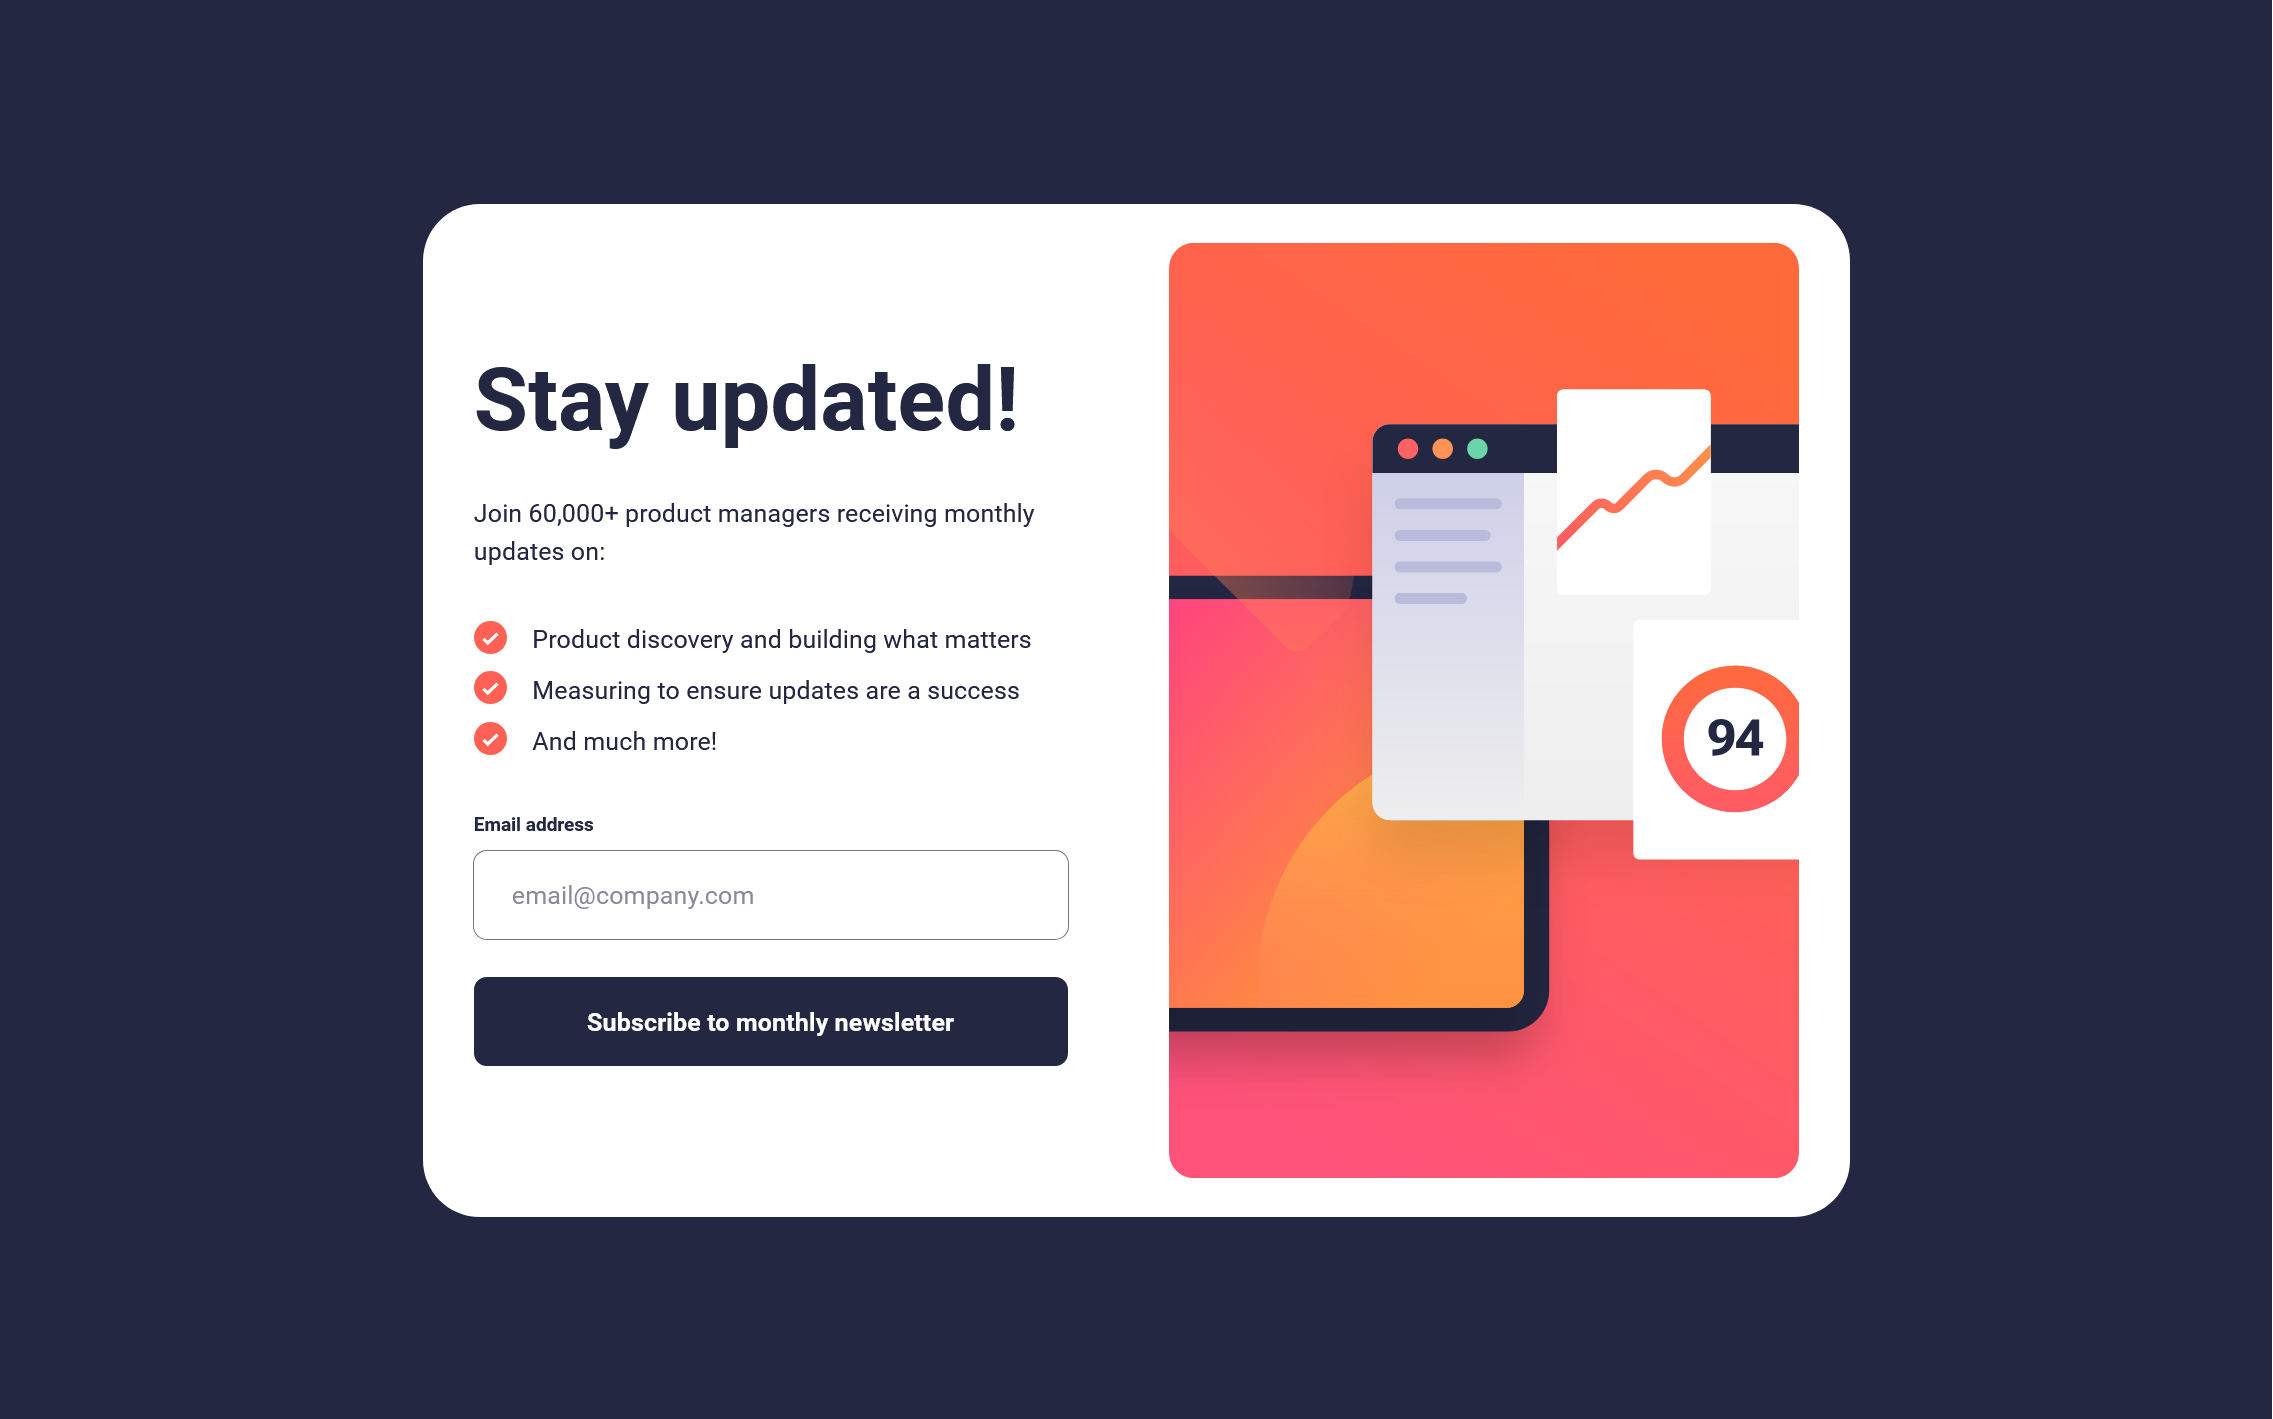 Stay updated!
Join 60,000+ product managers receiving monthly
updates on:
Product discovery and building what matters
Measuring to ensure updates are a success
And much more!
Email address
email@company.com
Subscribe to monthly newsletter
94